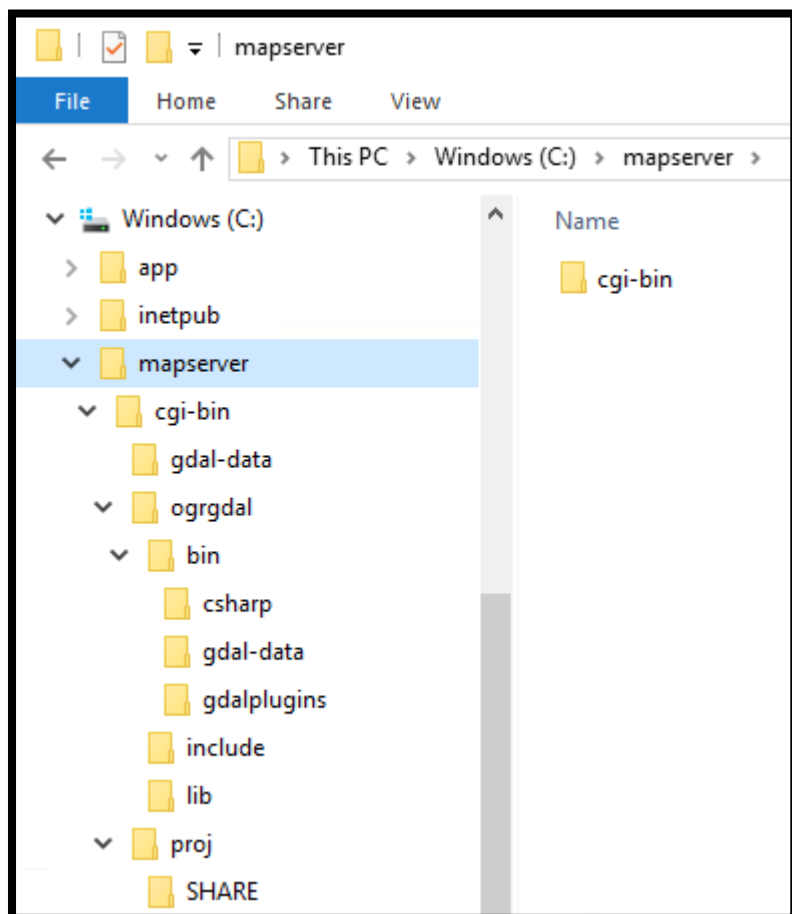 mapserver
File Home Share View
This PC Windows (C:) mapserver
Windows (C:)
app
inetpub
mapserver
cgi-bin
gdal-data
ogrgdal
bin
csharp
gdal-data
gdalplugins
include
lib
proj
SHARE
Name
cgi-bin